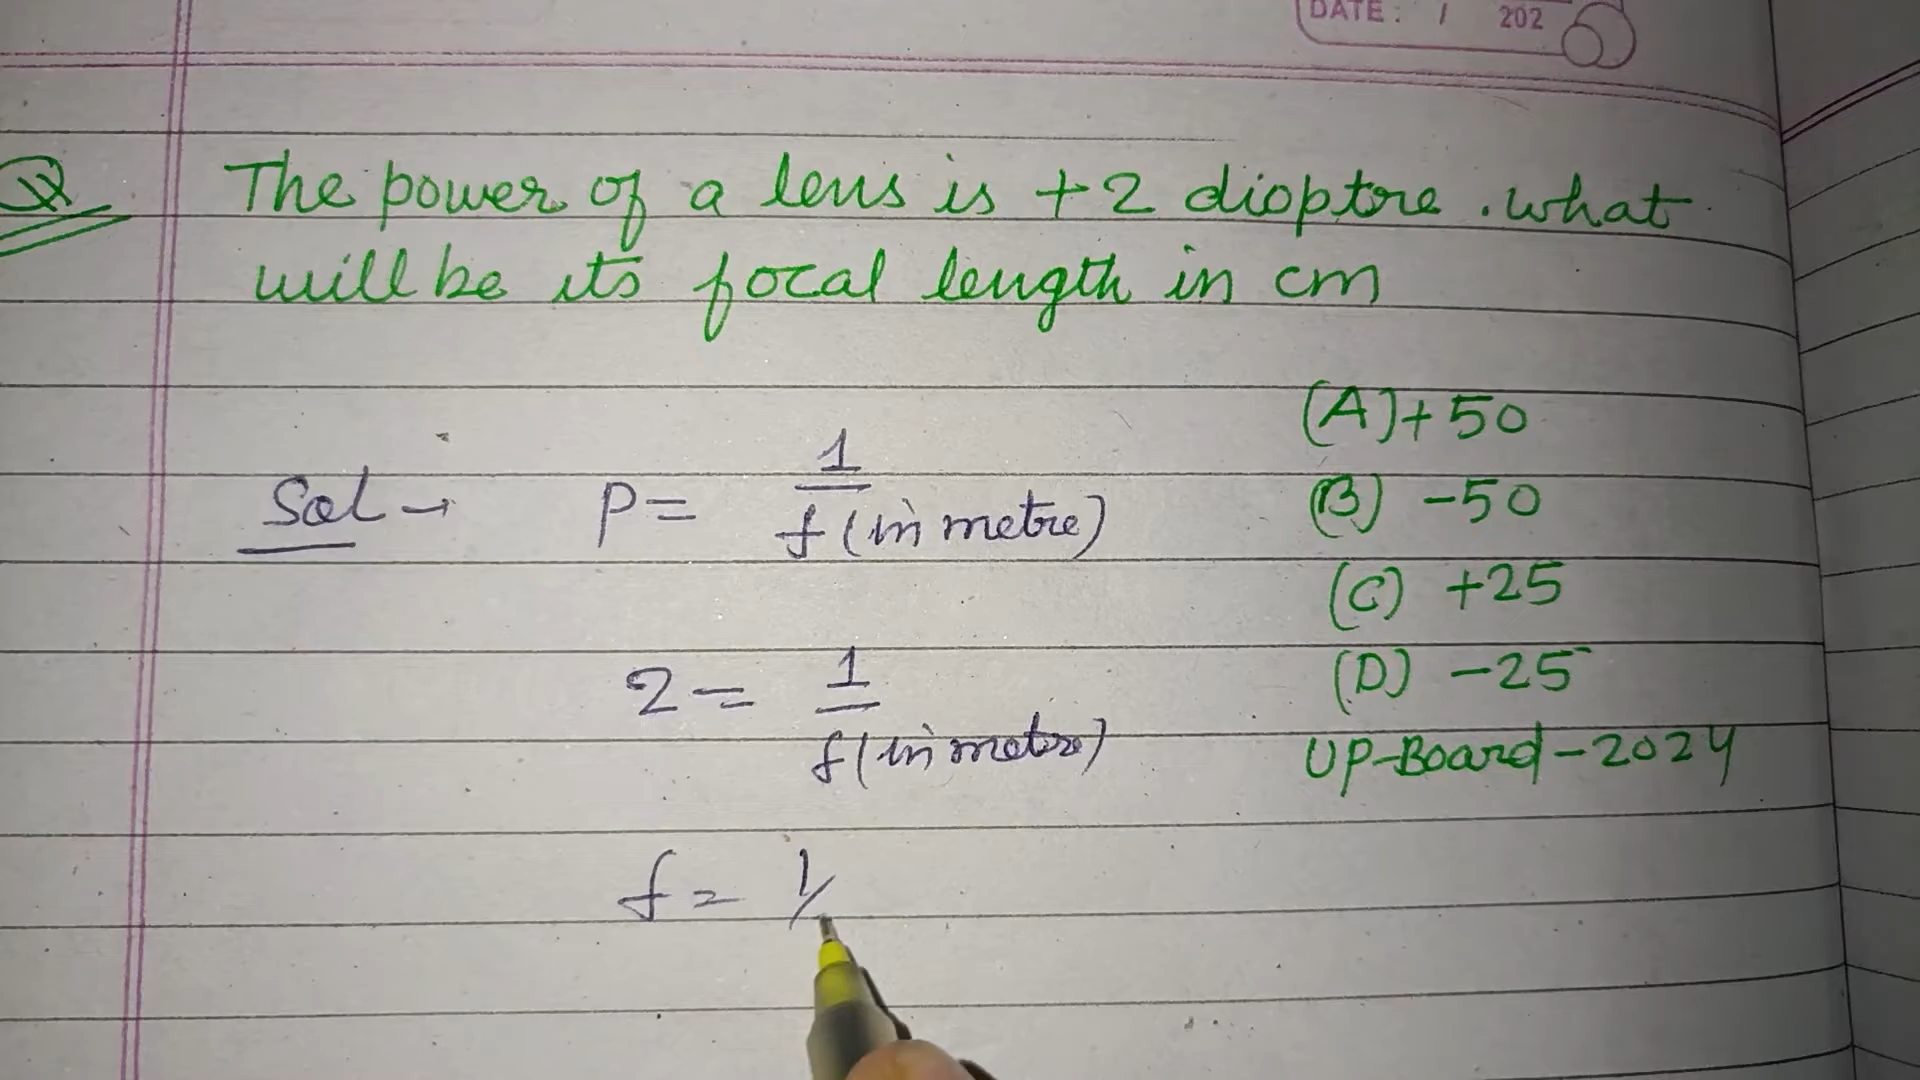 DATE: / 202
Q The power of a lens is +2 dioptre. what
will be its focal length in cm
(A) +50
Sol → P = 1/f (in metre)
(B) -50
(C) +25
2 = 1/f (in metre)
(D) -25
UP-Board-2024
f = 1/